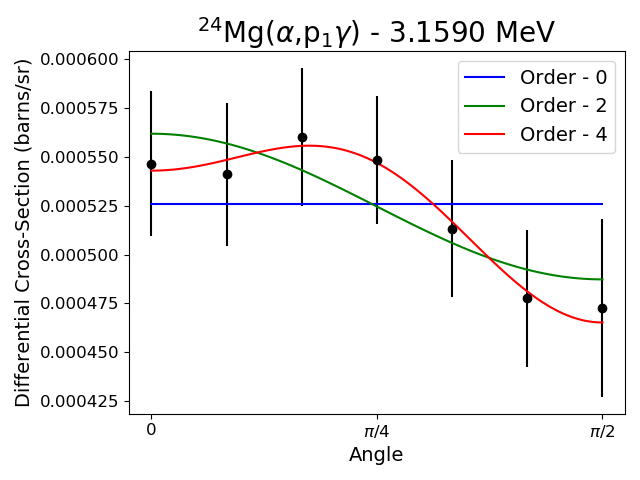 ²⁴Mg(α,p₁γ) - 3.1590 MeV
Order - 0
Order - 2
Order - 4
Differential Cross-Section (barns/sr)
0.000600
0.000575
0.000550
0.000525
0.000500
0.000475
0.000450
0.000425
0 π/4 π/2
Angle